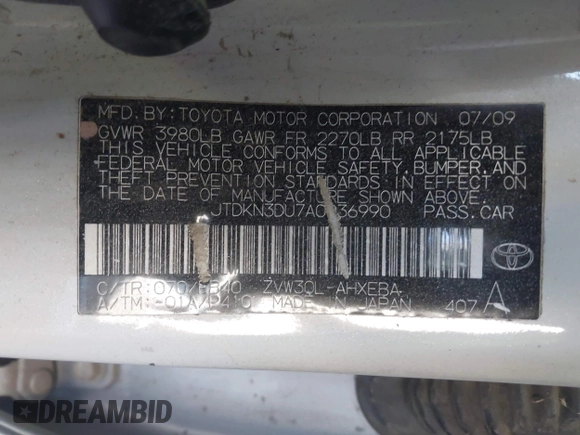 MFD. BY: TOYOTA MOTOR CORPORATION 07/09
GVWR 3980LB GAWR FR 2270LB RR 2175LB
THIS VEHICLE CONFORMS TO ALL APPLICABLE
FEDERAL MOTOR VEHICLE SAFETY, BUMPER, AND
THEFT PREVENTION STANDARDS IN EFFECT ON
THE DATE OF MANUFACTURE SHOWN ABOVE.
PASS. CAR
C/TR: ZVW30L-AHXEBA
A/TM: MADE IN JAPAN 407 A
DREAMBID